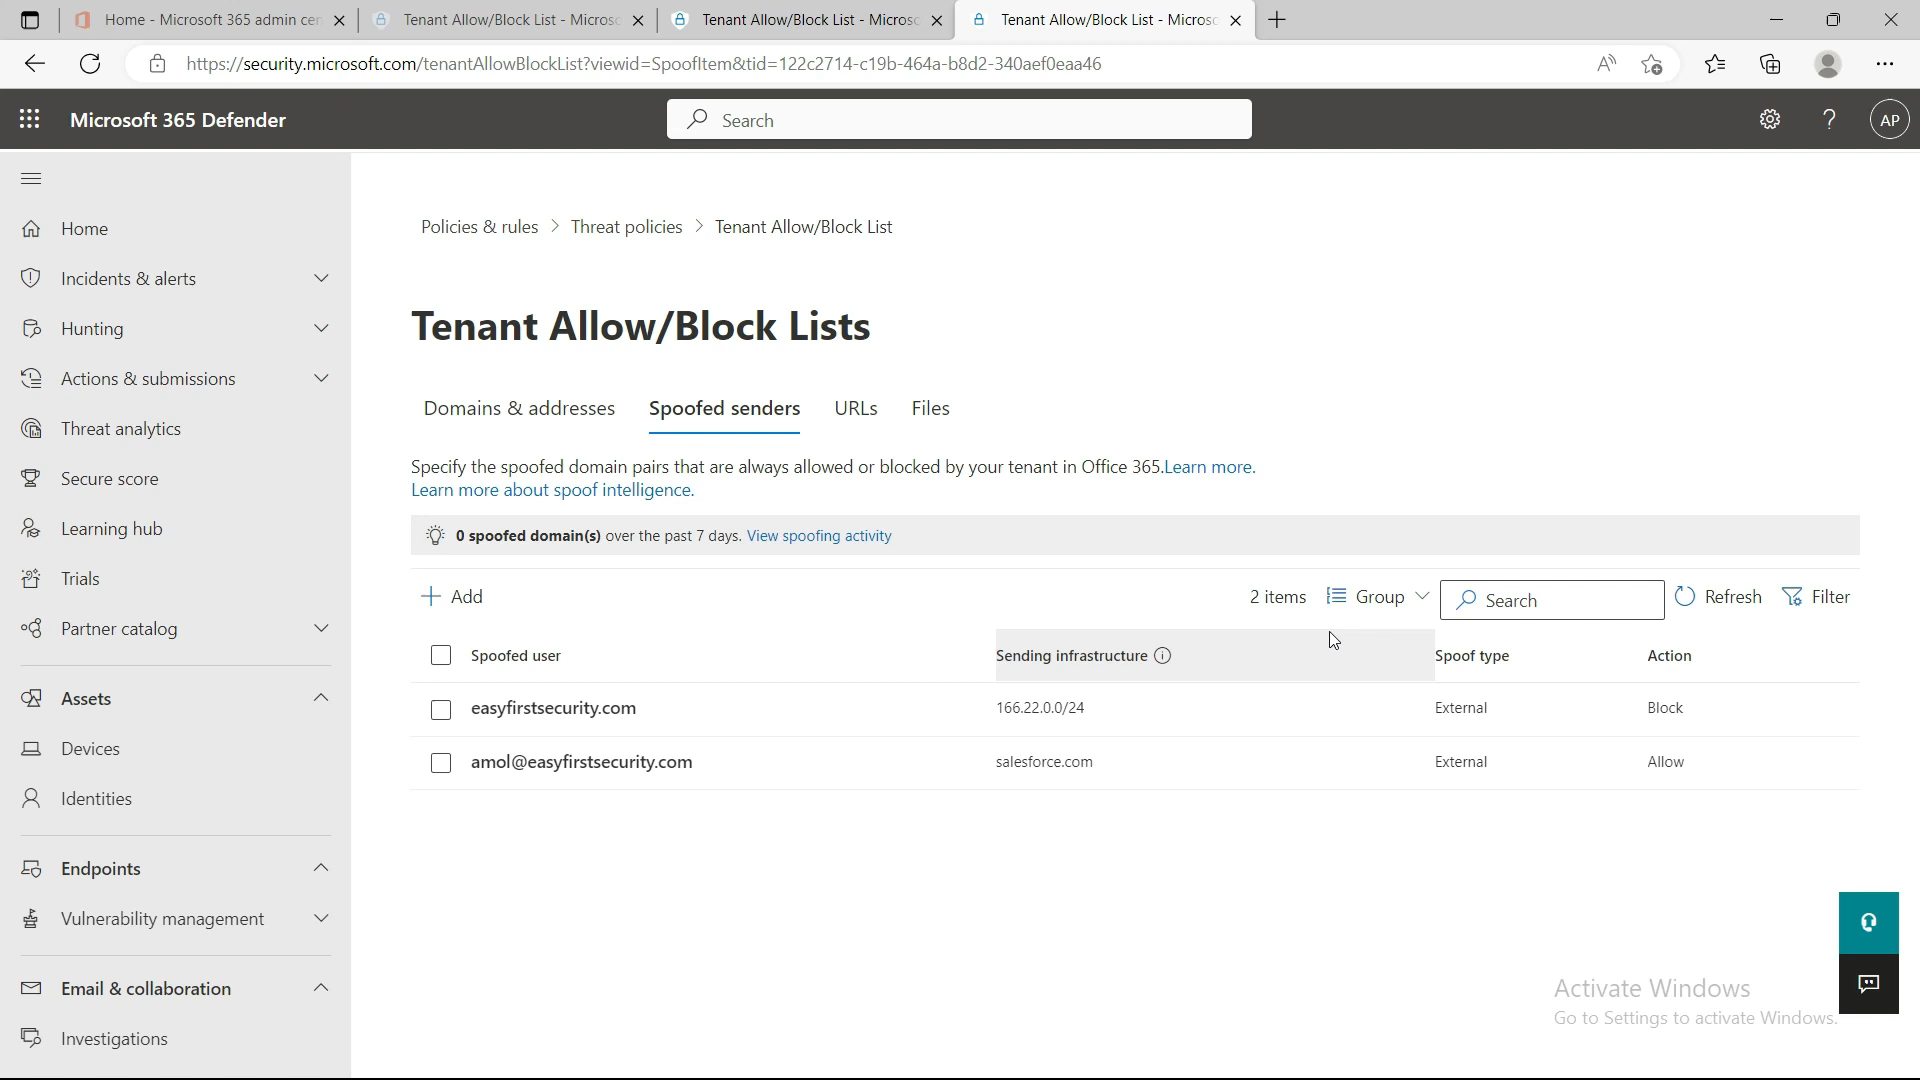 Home - Microsoft 365 admin cen
Tenant Allow/Block List - Micros
Tenant Allow/Block List - Micros
Tenant Allow/Block List - Micros
https://security.microsoft.com/tenantAllowBlockList?viewid=SpoofItem&tid=122c2714-c19b-464a-b8d2-340aef0eaa46
Microsoft 365 Defender
Search
AP
Home
Incidents & alerts
Hunting
Actions & submissions
Threat analytics
Secure score
Learning hub
Trials
Partner catalog
Assets
Devices
Identities
Endpoints
Vulnerability management
Email & collaboration
Investigations
Policies & rules > Threat policies > Tenant Allow/Block List
Tenant Allow/Block Lists
Domains & addresses Spoofed senders URLs Files
Specify the spoofed domain pairs that are always allowed or blocked by your tenant in Office 365.Learn more.
Learn more about spoof intelligence.
0 spoofed domain(s) over the past 7 days. View spoofing activity
Add 2 items Group Search Refresh Filter
Spoofed user Sending infrastructure Spoof type Action
easyfirstsecurity.com 166.22.0.0/24 External Block
amol@easyfirstsecurity.com salesforce.com External Allow
Activate Windows
Go to Settings to activate Windows.